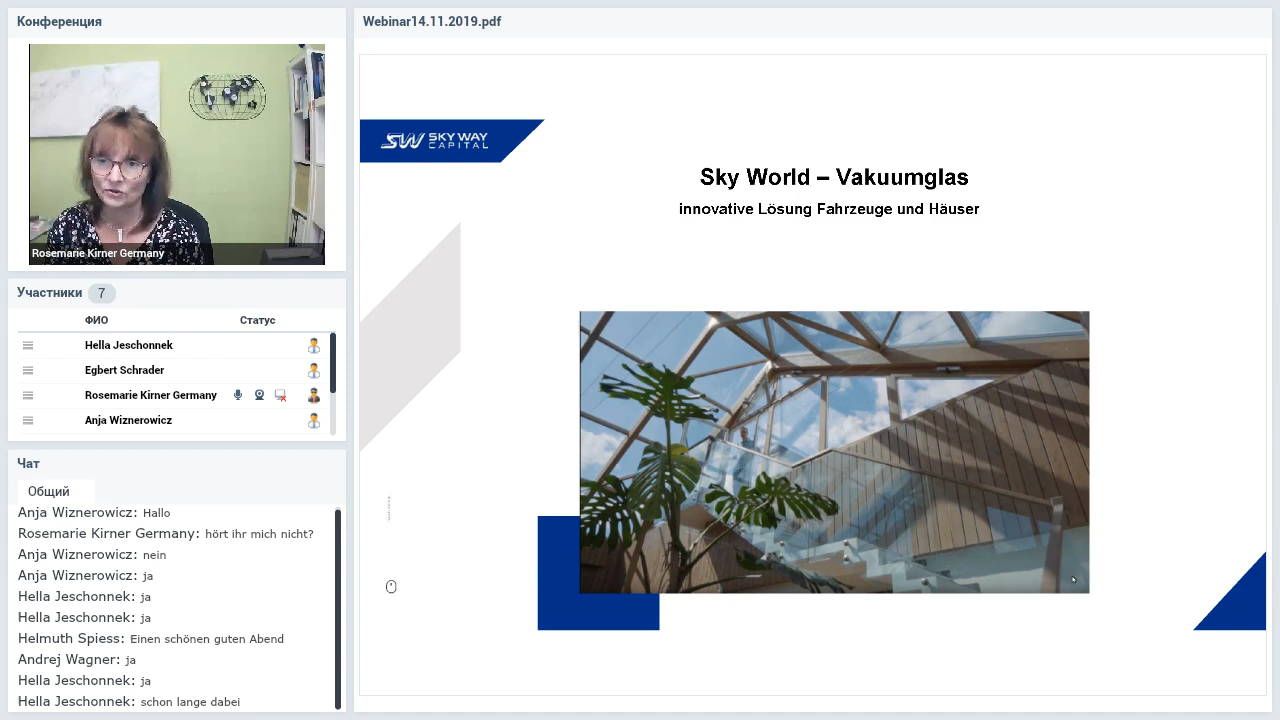 Конференция
Rosemarie Kirner Germany
Участники 7
ФИО Статус
Hella Jeschonnek
Egbert Schrader
Rosemarie Kirner Germany
Anja Wiznerowicz
Чат
Общий
Anja Wiznerowicz: Hallo
Rosemarie Kirner Germany: hört ihr mich nicht?
Anja Wiznerowicz: nein
Anja Wiznerowicz: ja
Hella Jeschonnek: ja
Hella Jeschonnek: ja
Helmuth Spiess: Einen schönen guten Abend
Andrej Wagner: ja
Hella Jeschonnek: ja
Hella Jeschonnek: schon lange dabei
Webinar14.11.2019.pdf
SW SKY WAY
CAPITAL
Sky World – Vakuumglas
innovative Lösung Fahrzeuge und Häuser